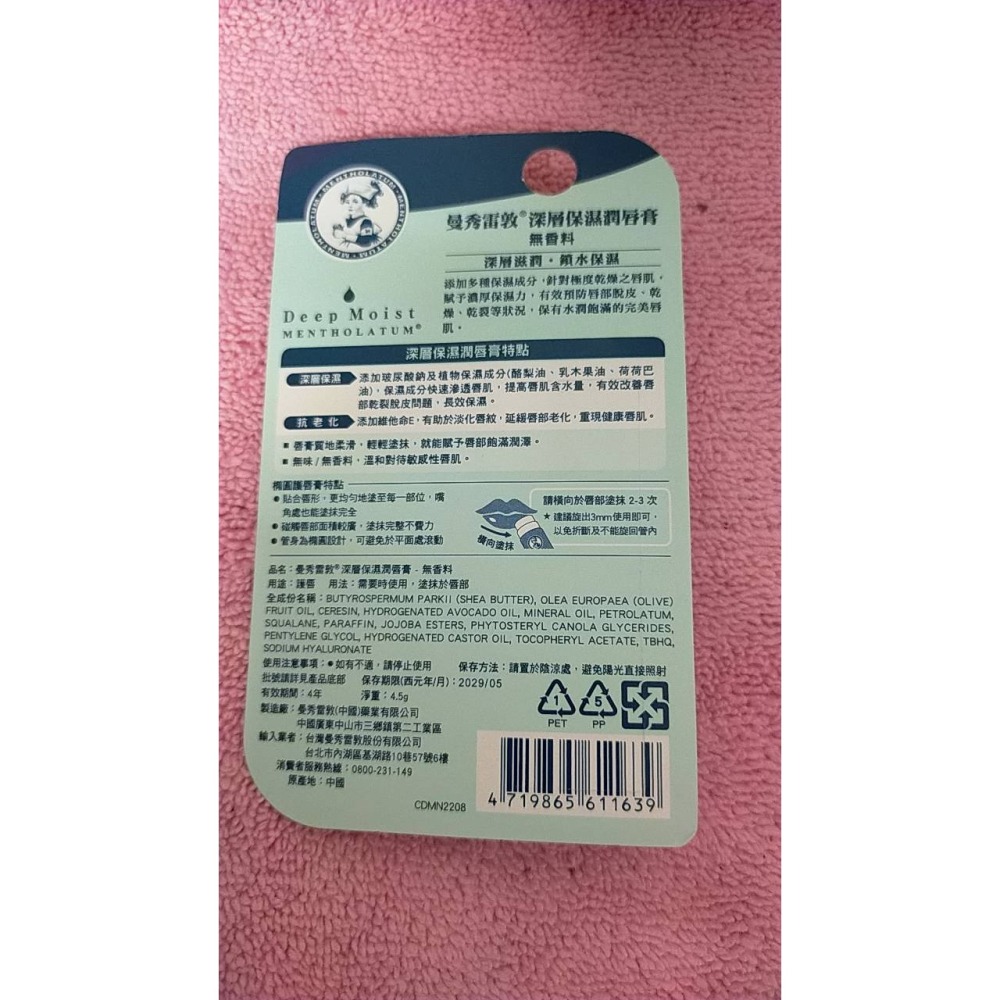 MENTHOLATUM · MENTHOLATUM · MENTHOLATUM
曼秀雷敦®深層保濕潤唇膏
無香料
深層滋潤。鎖水保濕
Deep Moist
MENTHOLATUM®
添加多種保濕成分,針對極度乾燥之唇肌,
賦予濃厚保濕力,有效預防唇部脫皮、乾
燥、乾裂等狀況,保有水潤飽滿的完美唇
肌。
深層保濕潤唇膏特點
深層保濕 添加玻尿酸鈉及植物保濕成分(酪梨油、乳木果油、荷荷巴
油),保濕成分快速滲透唇肌,提高唇肌含水量,有效改善唇
部乾裂脫皮問題,長效保濕。
抗老化 添加維他命E,有助於淡化唇紋,延緩唇部老化,重現健康唇肌。
■ 唇膏質地柔滑,輕輕塗抹,就能賦予唇部飽滿潤澤。
■ 無味/無香料,溫和對待敏感性唇肌。
橢圓護唇膏特點
● 貼合唇形,更均勻地塗至每一部位,嘴
角處也能塗抹完全
● 碰觸唇部面積較廣,塗抹完整不費力
● 管身為橢圓設計,可避免於平面處滾動
橫向塗抹
請橫向於唇部塗抹 2-3 次
★ 建議旋出3mm使用即可,
以免折斷及不能旋回管內
品名:曼秀雷敦®深層保濕潤唇膏 - 無香料
用途:護唇 用法:需要時使用,塗抹於唇部
全成份名稱:BUTYROSPERMUM PARKII (SHEA BUTTER), OLEA EUROPAEA (OLIVE)
FRUIT OIL, CERESIN, HYDROGENATED AVOCADO OIL, MINERAL OIL, PETROLATUM,
SQUALANE, PARAFFIN, JOJOBA ESTERS, PHYTOSTERYL CANOLA GLYCERIDES,
PENTYLENE GLYCOL, HYDROGENATED CASTOR OIL, TOCOPHERYL ACETATE, TBHQ,
SODIUM HYALURONATE
使用注意事項:●如有不適,請停止使用 保存方法:請置於陰涼處,避免陽光直接照射
批號請詳見產品底部 保存期限(西元年/月):2029/05
有效期間:4年 淨重:4.5g
製造廠:曼秀雷敦(中國)藥業有限公司
中國廣東中山市三鄉鎮第二工業區
輸入業者:台灣曼秀雷敦股份有限公司
台北市內湖區基湖路10巷57號6樓
消費者服務熱線:0800-231-149
原產地:中國
1 PET
5 PP
CDMN2208
4 719865 611639